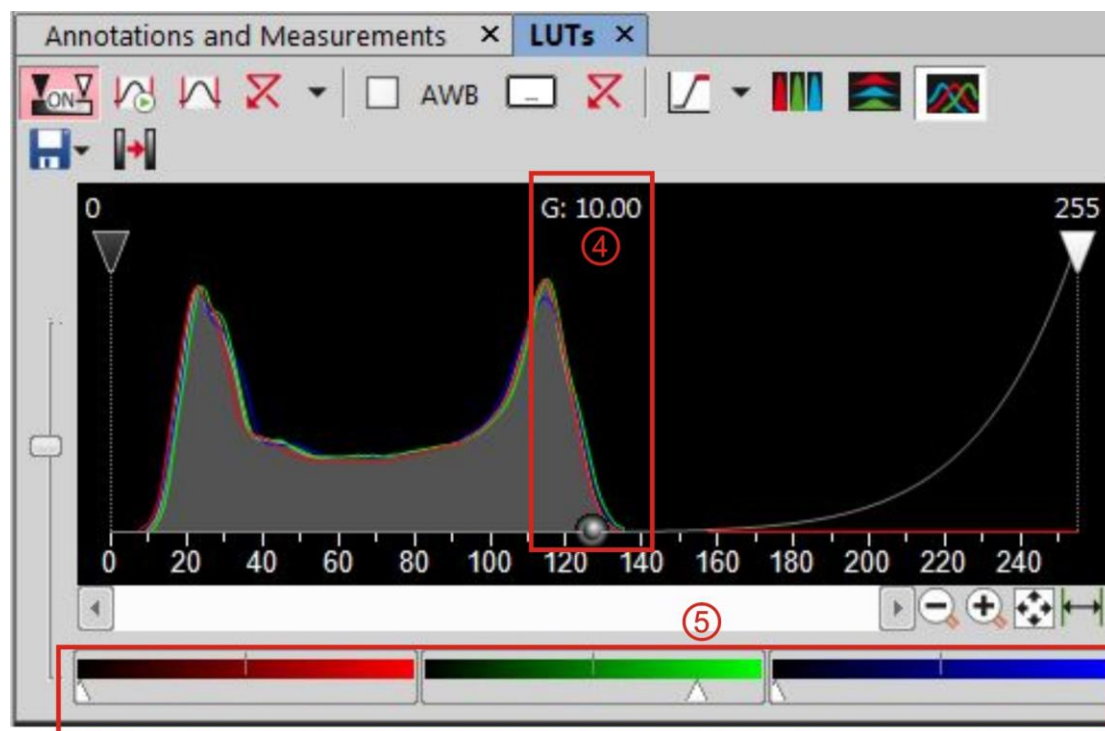 Annotations and Measurements × LUTs ×
ON AWB
0 G: 10.00 255
④
0 20 40 60 80 100 120 140 160 180 200 220 240
⑤